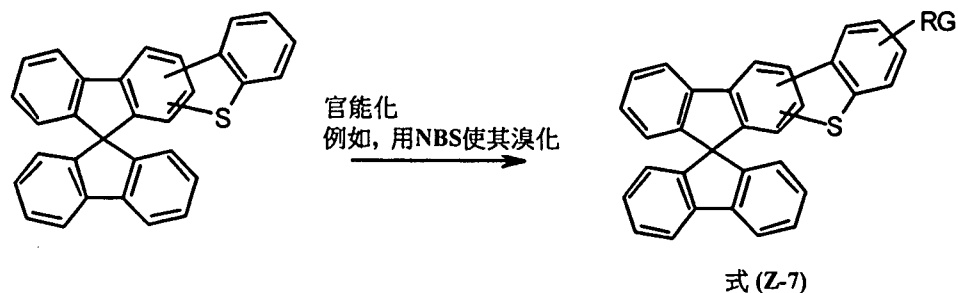 RG
官能化
例如, 用NBS使其溴化
S
S
式 (Z-7)